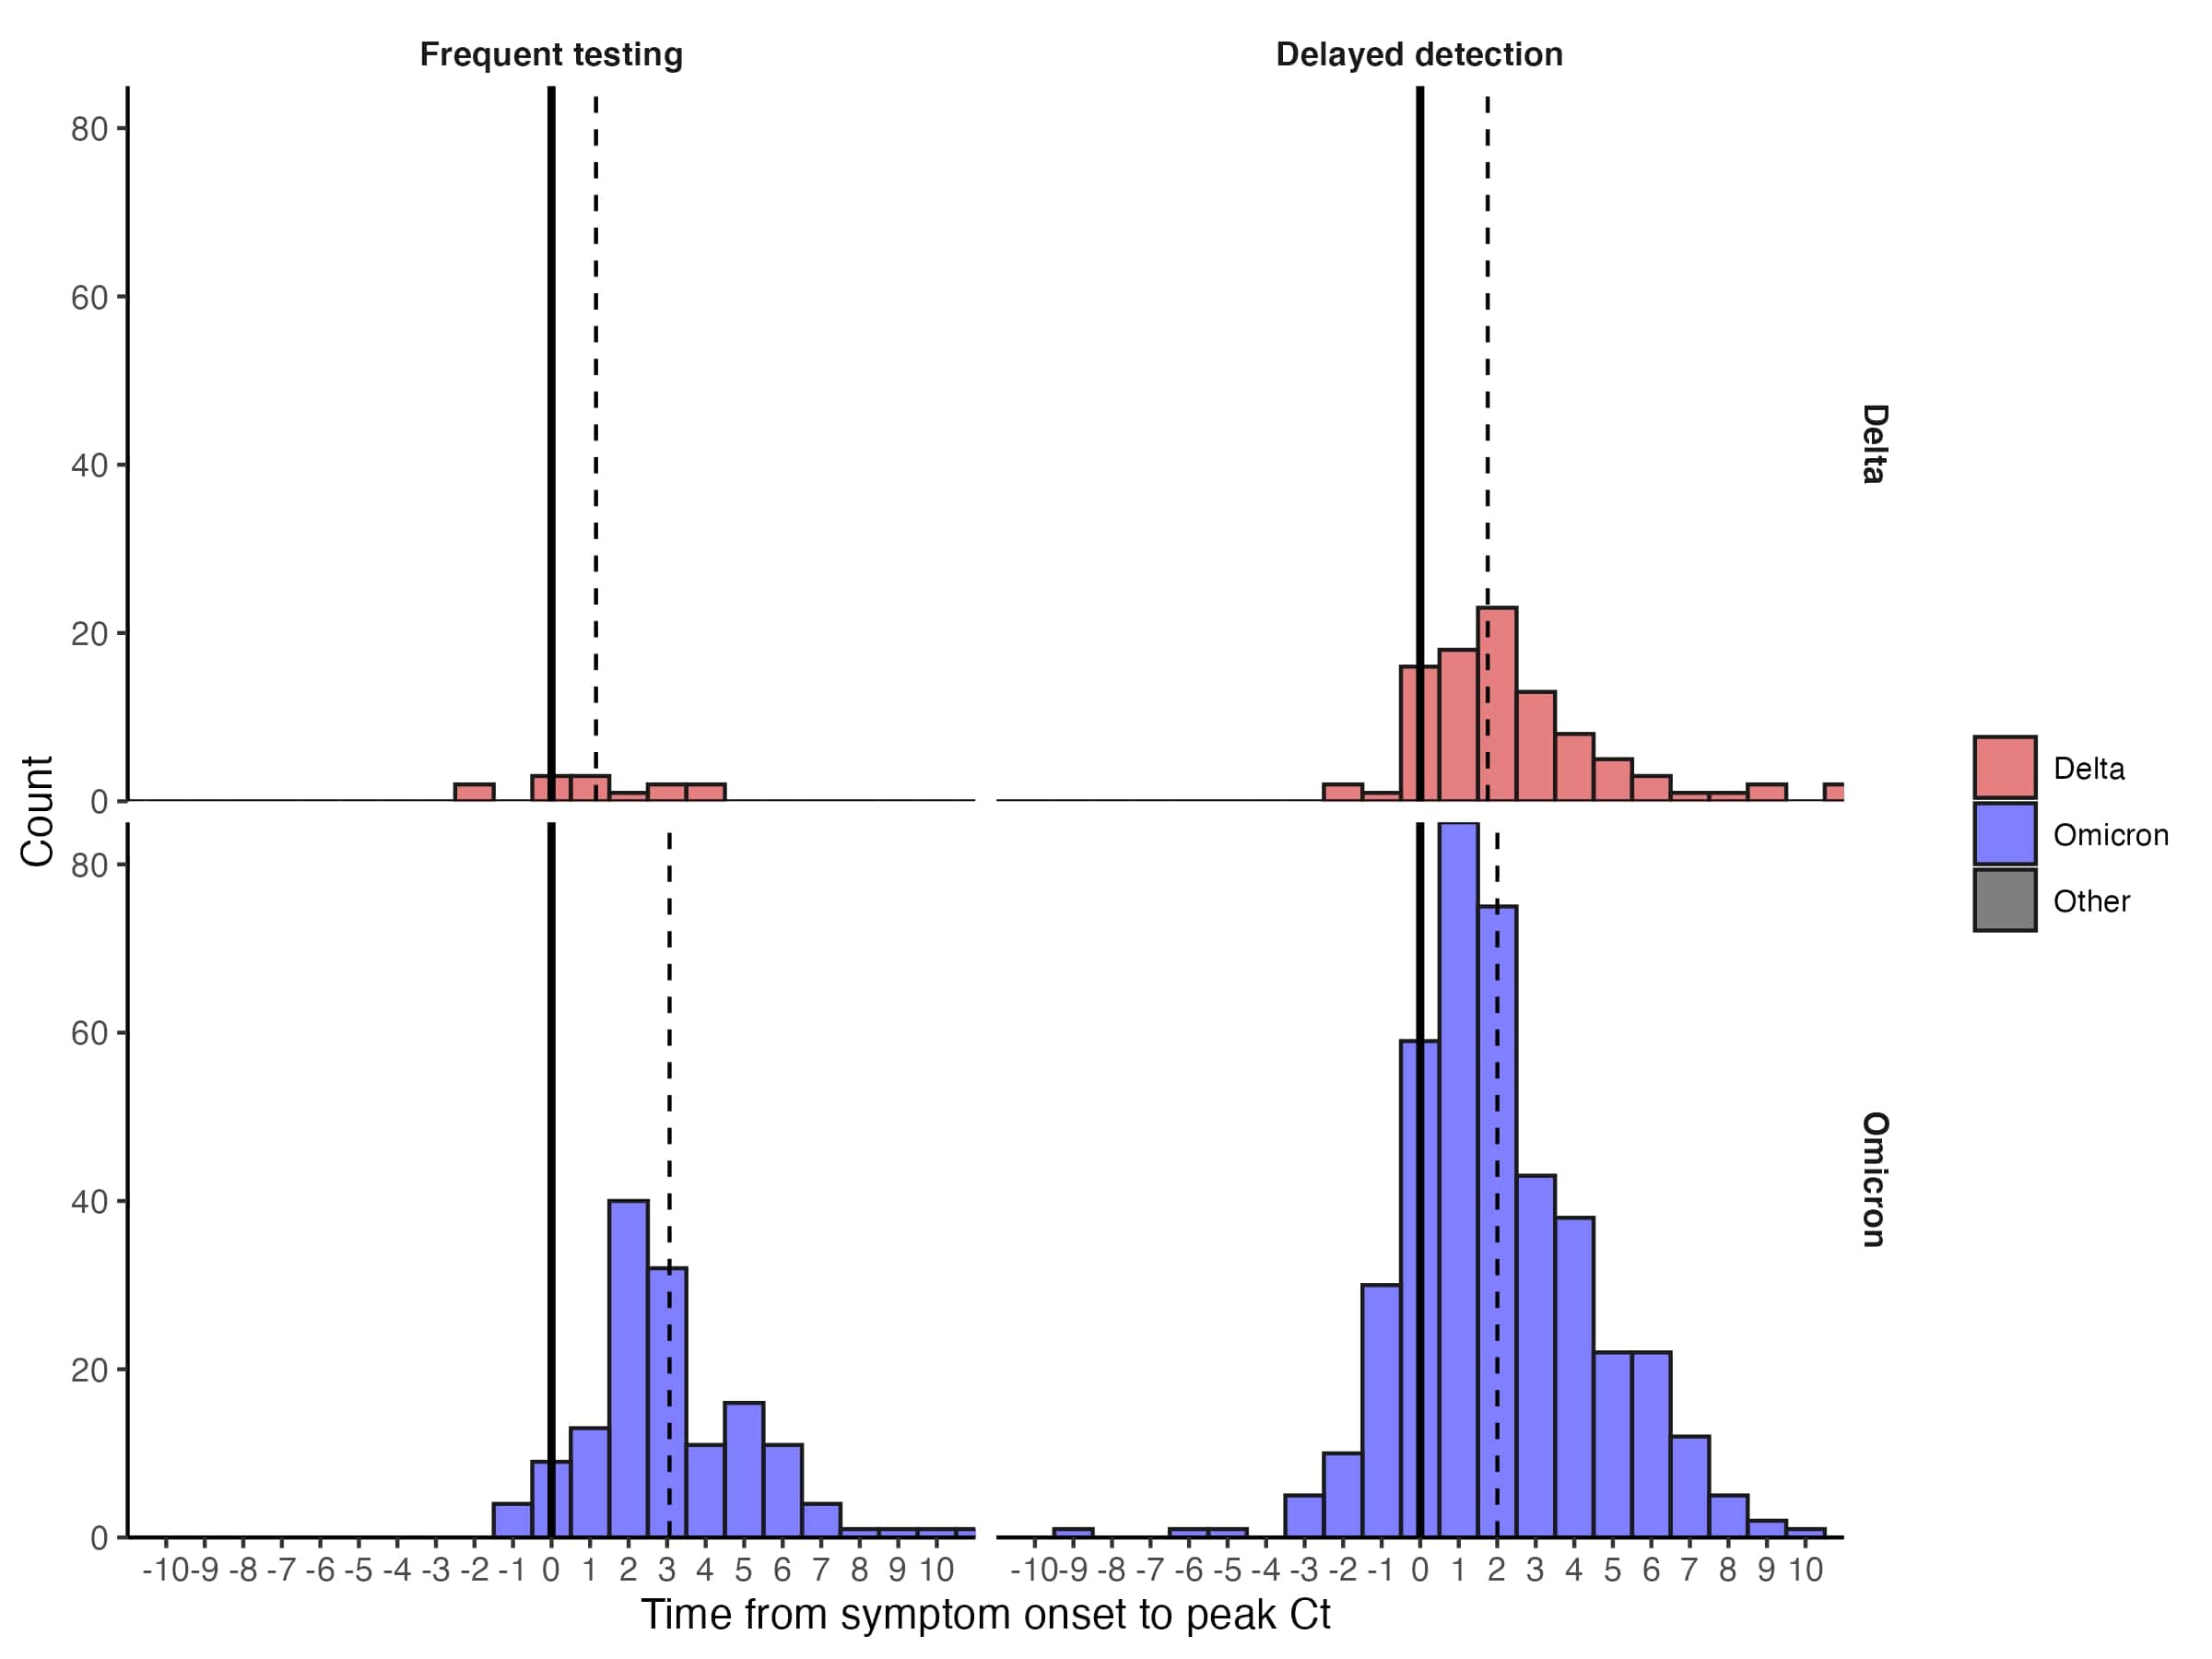 Frequent testing
Delayed detection
80
60
40
20
0
Delta
80
60
40
20
0
Omicron
Count
-10 -9 -8 -7 -6 -5 -4 -3 -2 -1 0 1 2 3 4 5 6 7 8 9 10
-10 -9 -8 -7 -6 -5 -4 -3 -2 -1 0 1 2 3 4 5 6 7 8 9 10
Time from symptom onset to peak Ct
Delta
Omicron
Other